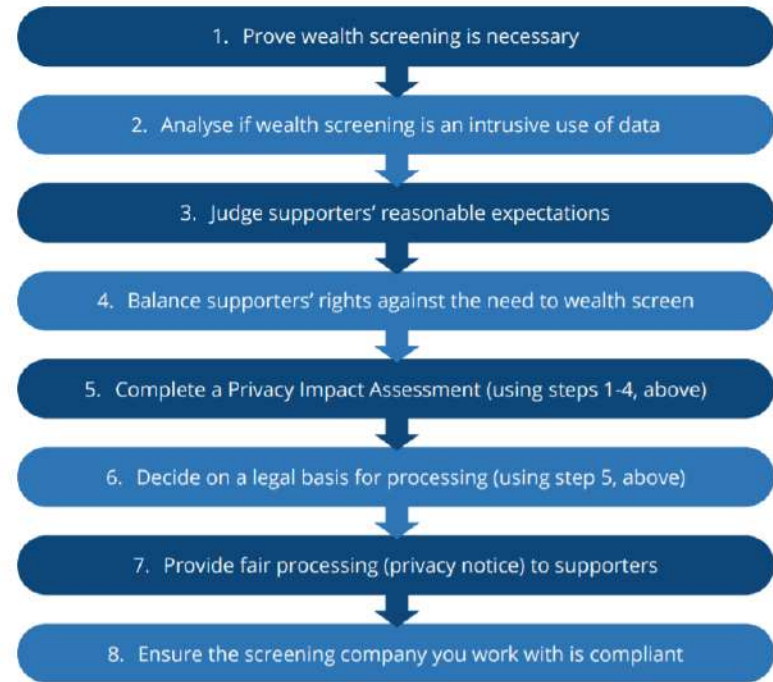 1. Prove wealth screening is necessary
2. Analyse if wealth screening is an intrusive use of data
3. Judge supporters’ reasonable expectations
4. Balance supporters’ rights against the need to wealth screen
5. Complete a Privacy Impact Assessment (using steps 1-4, above)
6. Decide on a legal basis for processing (using step 5, above)
7. Provide fair processing (privacy notice) to supporters
8. Ensure the screening company you work with is compliant